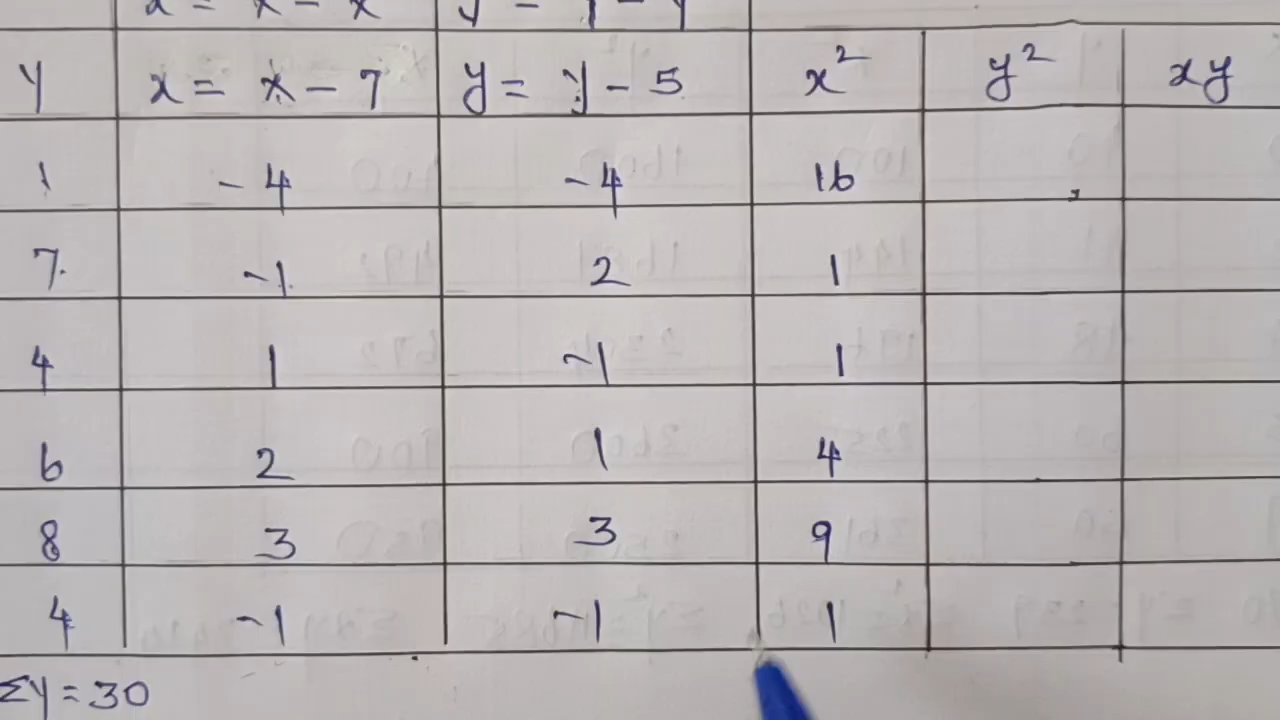 x = x - x y = y - y
y x = x - 7 y = y - 5 x² y² xy
1 -4 -4 16
7 -1 2 1
4 1 -1 1
6 2 1 4
8 3 3 9
4 -1 -1 1
Σy = 30